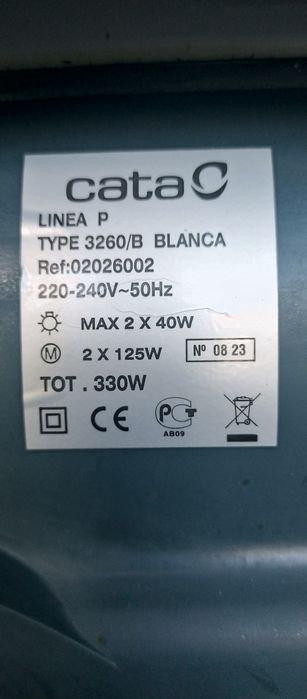 cata
LINEA P
TYPE 3260/B BLANCA
Ref:02026002
220-240V~50Hz
MAX 2 X 40W
M 2 X 125W Nº 08 23
TOT . 330W
CE PCT
AB09